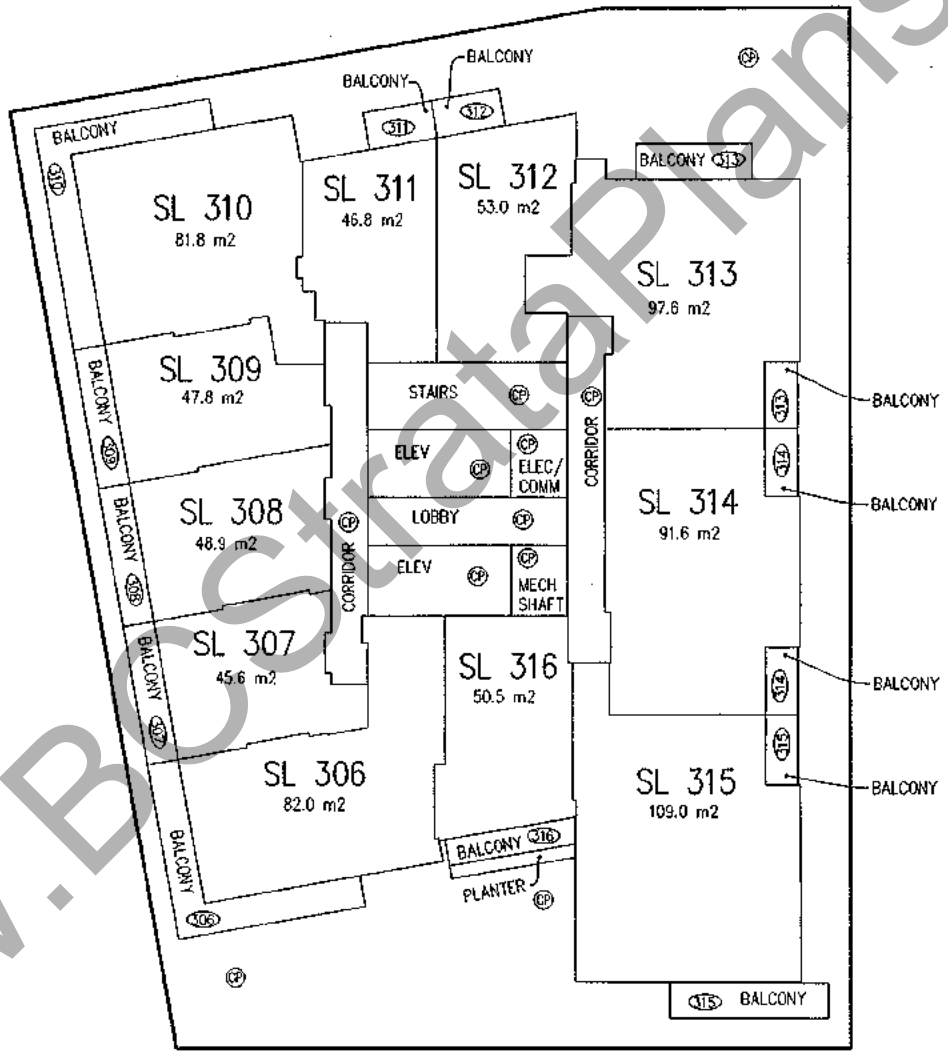 www.BCStrataPlans
BALCONY
BALCONY
CP
BALCONY
310
311
312
BALCONY 313
SL 310
81.8 m2
SL 311
46.8 m2
SL 312
53.0 m2
SL 313
97.6 m2
SL 309
47.8 m2
BALCONY
309
STAIRS
CP
CP
CORRIDOR
313
BALCONY
ELEV
CP
CP
ELEC/
COMM
314
BALCONY
SL 308
48.9 m2
BALCONY
308
CP
CORRIDOR
LOBBY
CP
SL 314
91.6 m2
ELEV
CP
CP
MECH
SHAFT
SL 307
45.6 m2
BALCONY
307
SL 316
50.5 m2
314
BALCONY
315
BALCONY
SL 306
82.0 m2
SL 315
109.0 m2
BALCONY
306
BALCONY 316
PLANTER
CP
CP
315 BALCONY